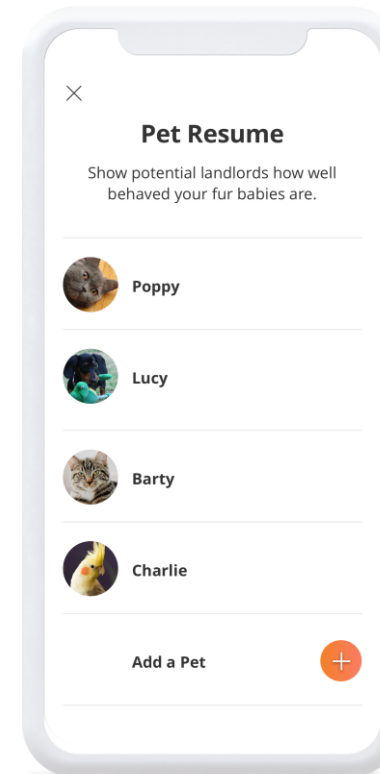 Pet Resume
Show potential landlords how well
behaved your fur babies are.
Poppy
Lucy
Barty
Charlie
Add a Pet